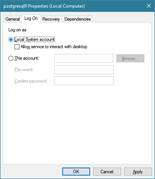 postgresql9 Properties (Local Computer)
General Log On Recovery Dependencies
Log on as:
Local System account
Allow service to interact with desktop
This account:
Browse...
Password:
Confirm password:
OK Cancel Apply